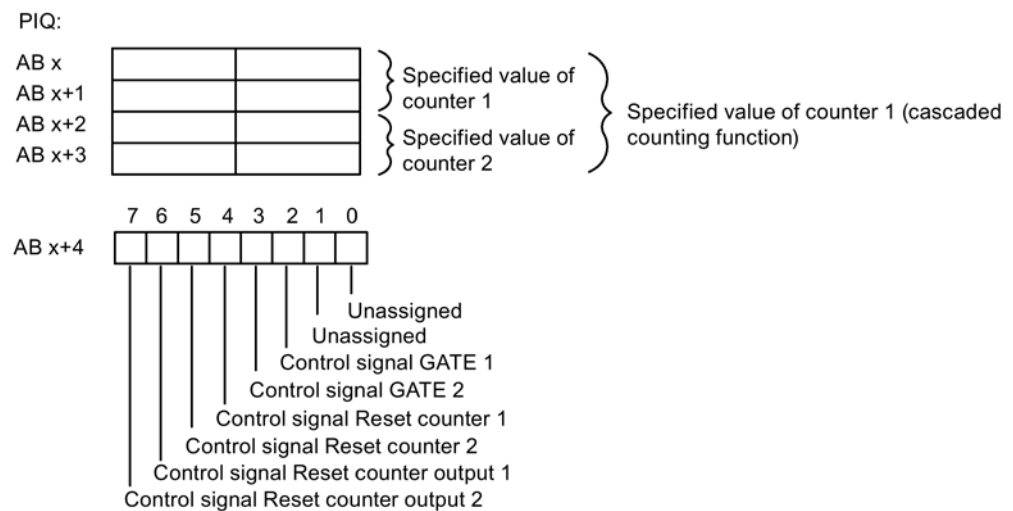 PIQ:
AB x
AB x+1
AB x+2
AB x+3
Specified value of
counter 1
Specified value of
counter 2
Specified value of counter 1 (cascaded
counting function)
7 6 5 4 3 2 1 0
AB x+4
Unassigned
Unassigned
Control signal GATE 1
Control signal GATE 2
Control signal Reset counter 1
Control signal Reset counter 2
Control signal Reset counter output 1
Control signal Reset counter output 2